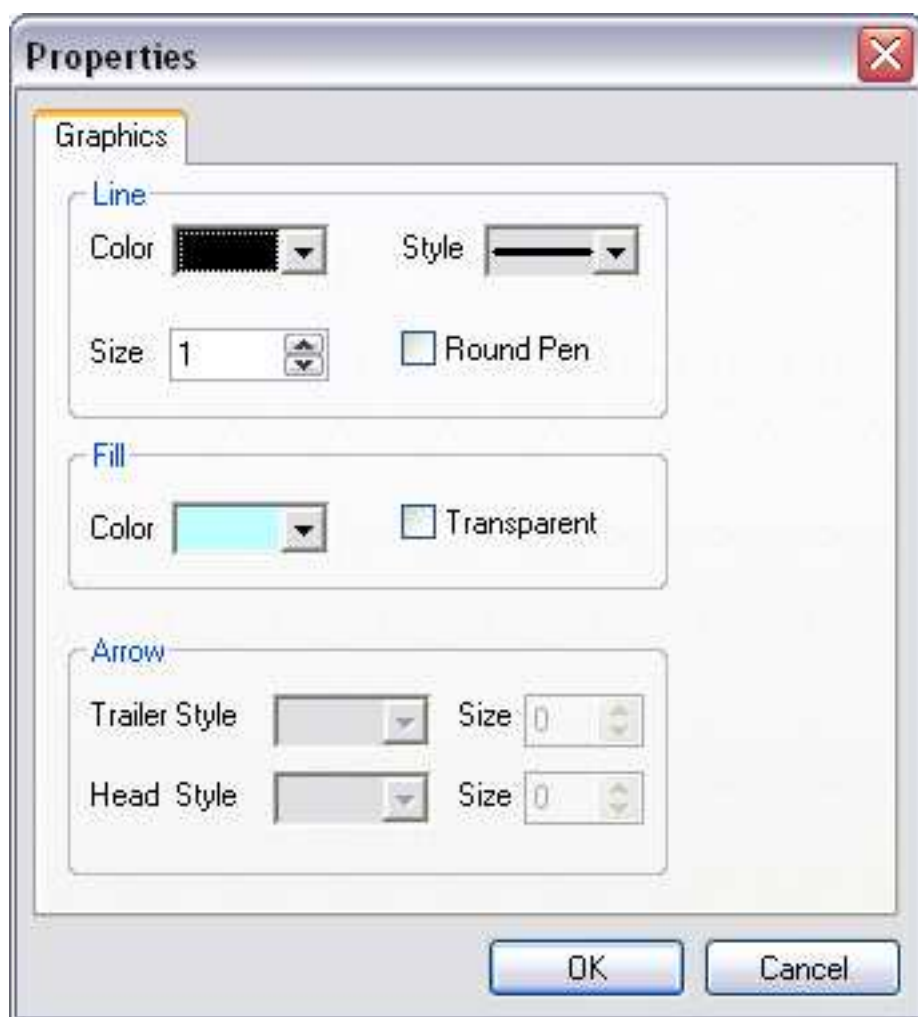 Properties
Graphics
Line
Color Style
Size 1 Round Pen
Fill
Color Transparent
Arrow
Trailer Style Size 0
Head Style Size 0
OK Cancel